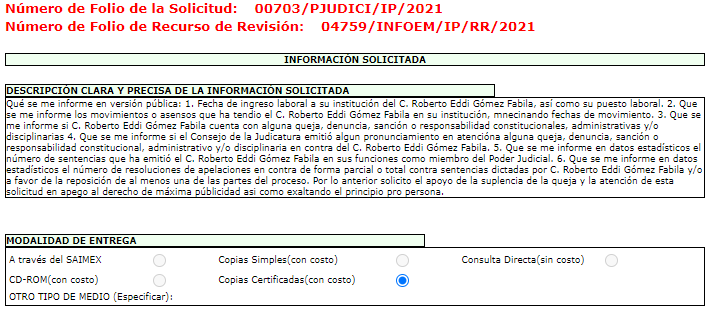 Número de Folio de la Solicitud: 00703/PJUDICI/IP/2021
Número de Folio de Recurso de Revisión: 04759/INFOEM/IP/RR/2021
INFORMACIÓN SOLICITADA
DESCRIPCIÓN CLARA Y PRECISA DE LA INFORMACIÓN SOLICITADA
Qué se me informe en versión pública: 1. Fecha de ingreso laboral a su institución del C. Roberto Eddi Gómez Fabila, así como su puesto laboral. 2. Que
se me informe los movimientos o asensos que ha tendio el C. Roberto Eddi Gómez Fabila en su institución, mnecinando fechas de movimiento. 3. Que se
me informe si C. Roberto Eddi Gómez Fabila cuenta con alguna queja, denuncia, sanción o responsabilidad constitucionales, administrativas y/o
disciplinarias 4. Que se me informe si el Consejo de la Judicatura emitió algun pronunciamiento en atencióna alguna queja, denuncia, sanción o
responsabilidad constitucional, administrativo y/o disciplinaria en contra del C. Roberto Eddi Gómez Fabila. 5. Que se me informe en datos estadísticos el
número de sentencias que ha emitió el C. Roberto Eddi Gómez Fabila en sus funciones como miembro del Poder Judicial. 6. Que se me informe en datos
estadísticos el número de resoluciones de apelaciones en contra de forma parcial o total contra sentencias dictadas por C. Roberto Eddi Gómez Fabila y/o
a favor de la reposición de al menos una de las partes del proceso. Por lo anterior solicito el apoyo de la suplencia de la queja y la atención de esta
solicitud en apego al derecho de máxima públicidad asi como exaltando el principio pro persona.
MODALIDAD DE ENTREGA
A través del SAIMEX Copias Simples(con costo) Consulta Directa(sin costo)
CD-ROM(con costo) Copias Certificadas(con costo)
OTRO TIPO DE MEDIO (Especificar):